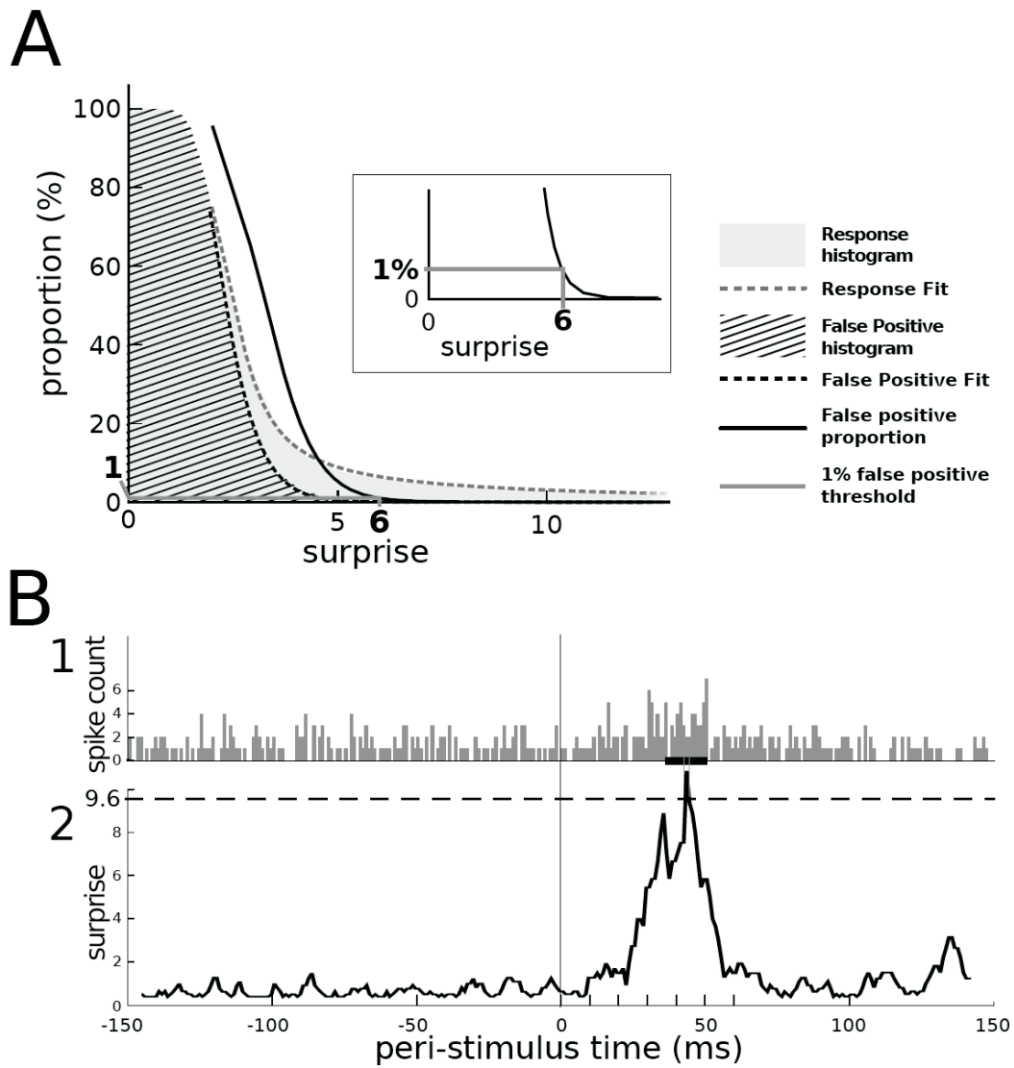 A
proportion (%)
100
80
60
40
20
1
0
0
5
6
10
surprise
1%
0
0
6
surprise
Response
histogram
Response Fit
False Positive
histogram
False Positive Fit
False positive
proportion
1% false positive
threshold
B
1
spike count
6
4
2
0
2
surprise
9.6
8
6
4
2
0
-150
-100
-50
0
50
100
150
peri-stimulus time (ms)